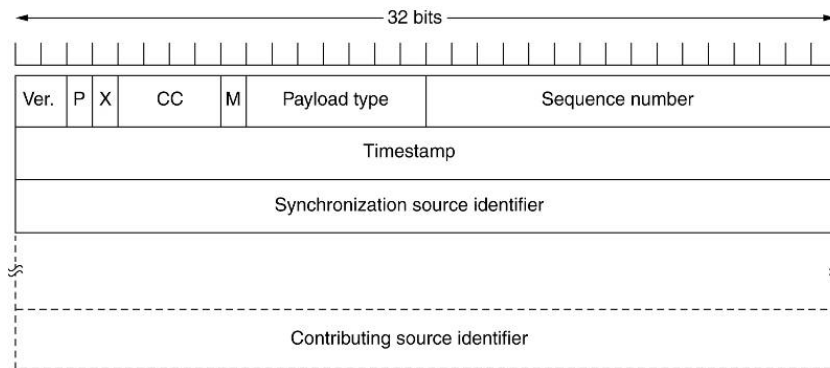 32 bits
Ver. P X CC M Payload type Sequence number
Timestamp
Synchronization source identifier
Contributing source identifier